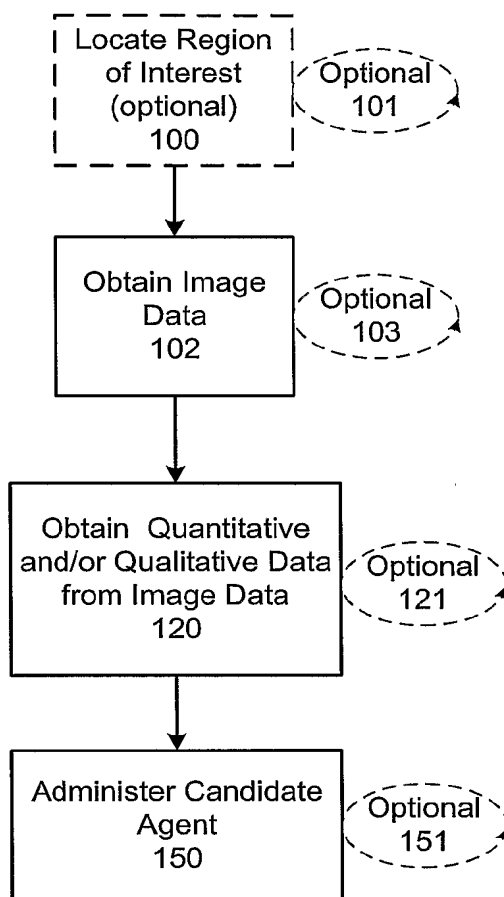 Locate Region
of Interest
(optional)
100
Optional
101
Obtain Image
Data
102
Optional
103
Obtain Quantitative
and/or Qualitative Data
from Image Data
120
Optional
121
Administer Candidate
Agent
150
Optional
151